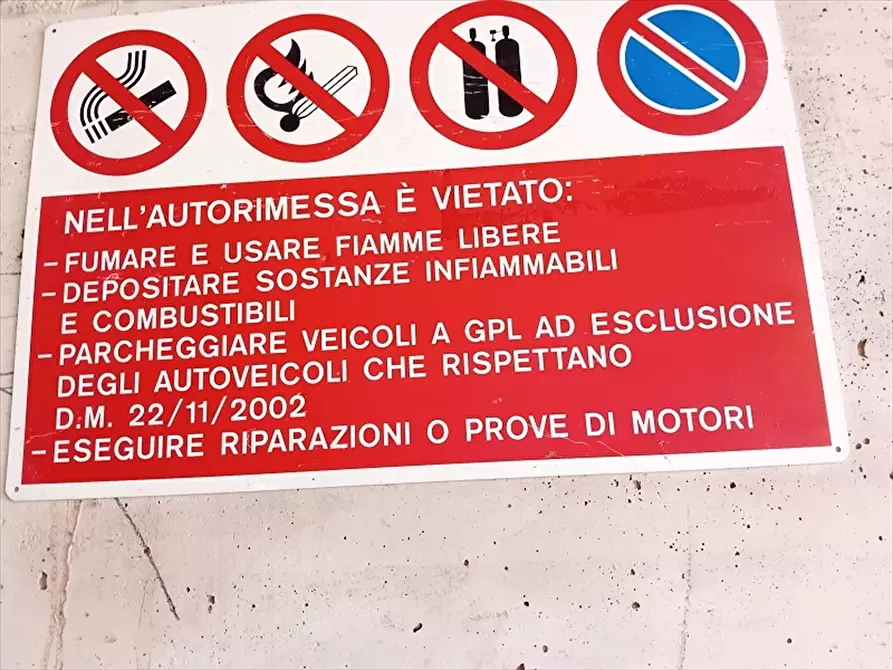 NELL'AUTORIMESSA È VIETATO:
- FUMARE E USARE FIAMME LIBERE
- DEPOSITARE SOSTANZE INFIAMMABILI
E COMBUSTIBILI
- PARCHEGGIARE VEICOLI A GPL AD ESCLUSIONE
DEGLI AUTOVEICOLI CHE RISPETTANO
D.M. 22/11/2002
- ESEGUIRE RIPARAZIONI O PROVE DI MOTORI